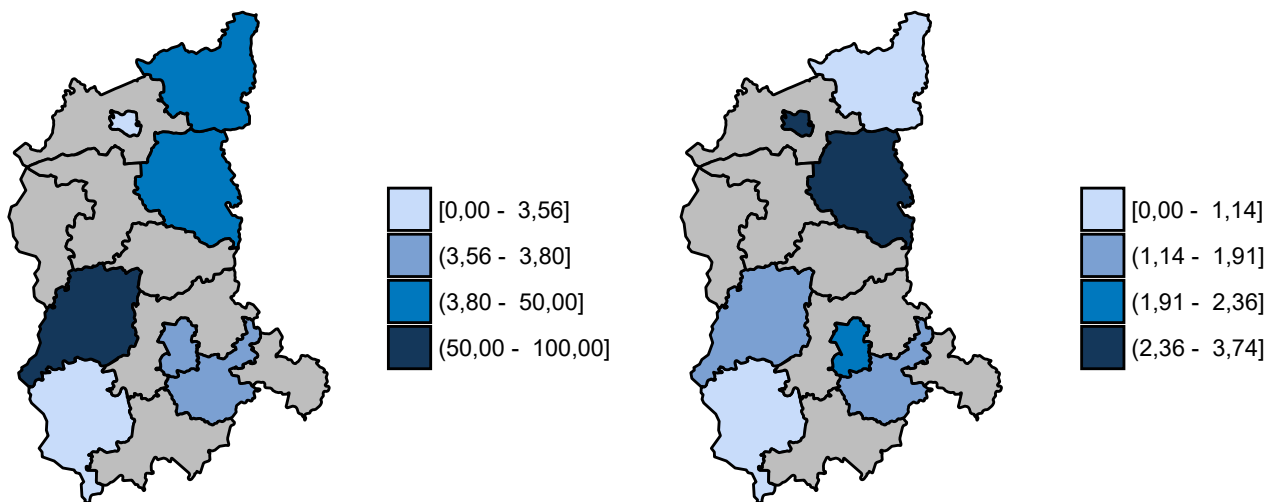 [0,00 - 3,56]
(3,56 - 3,80]
(3,80 - 50,00]
(50,00 - 100,00]
[0,00 - 1,14]
(1,14 - 1,91]
(1,91 - 2,36]
(2,36 - 3,74]